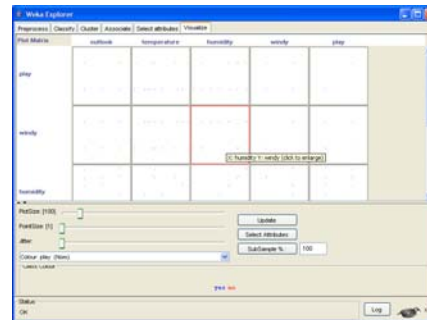 Weka Explorer
Preprocess Classify Cluster Associate Select attributes Visualize
Plot Matrix outlook temperature humidity windy play
play
windy
X: humidity Y: windy (click to enlarge)
humidity
PlotSize: [100]
PointSize: [1]
Jitter:
Update
Select Attributes
SubSample % : 100
Colour: play (Nom)
Class Colour
yes no
Status
OK
Log